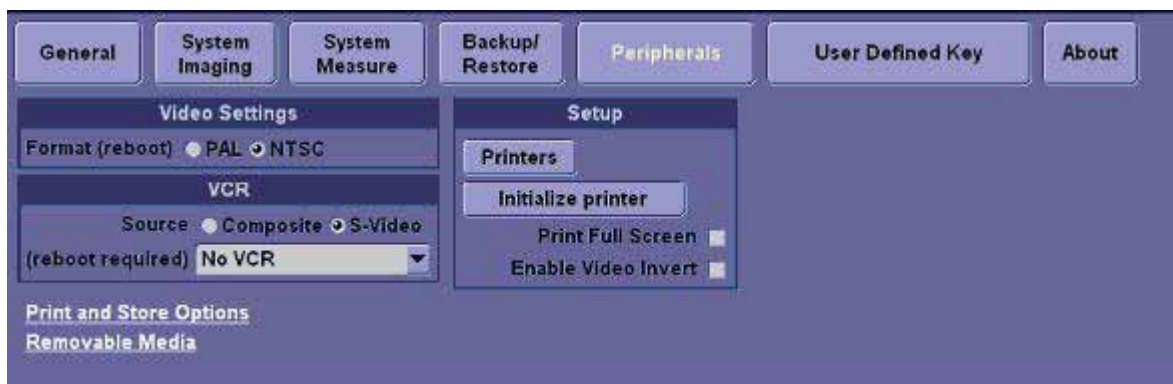 General
System
Imaging
System
Measure
Backup/
Restore
Peripherals
User Defined Key
About
Video Settings
Format (reboot) PAL NTSC
VCR
Source Composite S-Video
(reboot required) No VCR
Setup
Printers
Initialize printer
Print Full Screen
Enable Video Invert
Print and Store Options
Removable Media